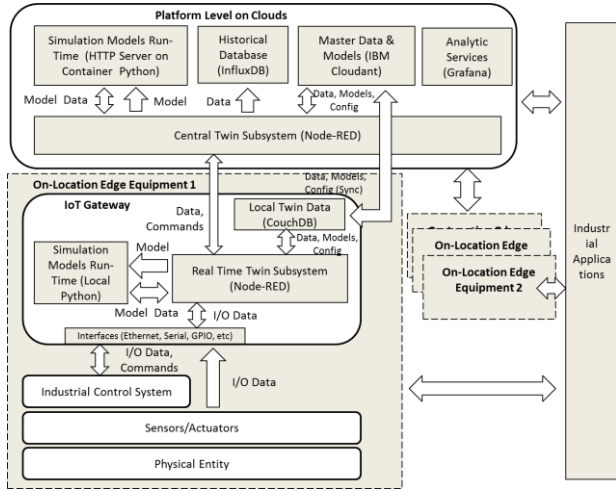 Platform Level on Clouds
Simulation Models Run-
Time (HTTP Server on
Container Python)
Historical
Database
(InfluxDB)
Master Data &
Models (IBM
Cloudant)
Analytic
Services
(Grafana)
Model Data
Model
Data
Data, Models,
Config
Central Twin Subsystem (Node-RED)
On-Location Edge Equipment 1
Data, Models,
Config (Sync)
IoT Gateway
Data,
Commands
Local Twin Data
(CouchDB)
Simulation
Models Run-
Time (Local
Python)
Model
Data, Models,
Config
Real Time Twin Subsystem
(Node-RED)
Model Data
I/O Data
Interfaces (Ethernet, Serial, GPIO, etc)
I/O Data,
Commands
I/O Data
Industrial Control System
Sensors/Actuators
Physical Entity
On-Location Edge
On-Location Edge
Equipment 2
Industr
ial
Applica
tions